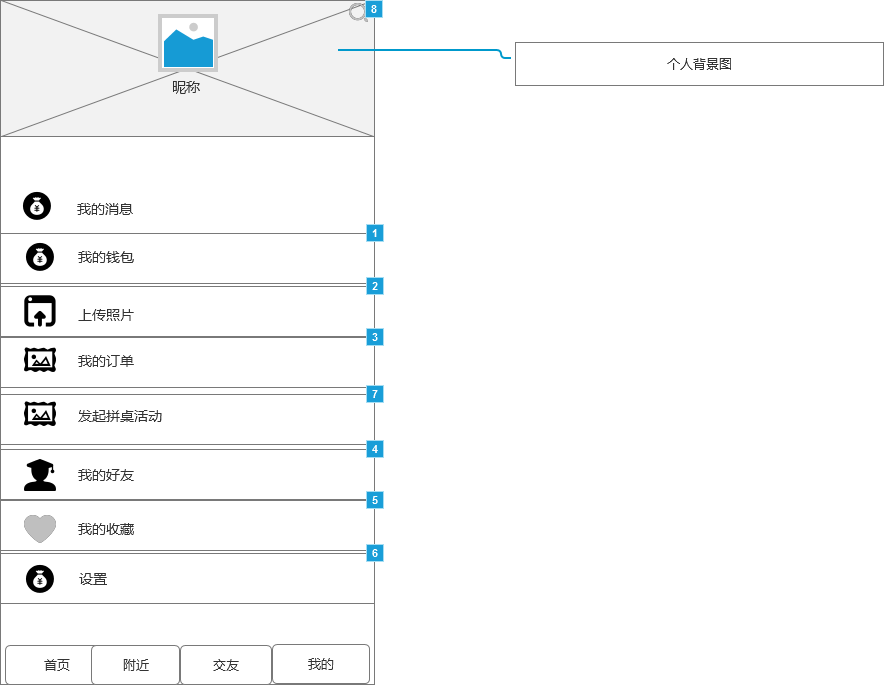 8
个人背景图
昵称
我的消息
1
我的钱包
2
上传照片
3
我的订单
7
发起拼桌活动
4
我的好友
5
我的收藏
6
设置
首页 附近 交友 我的